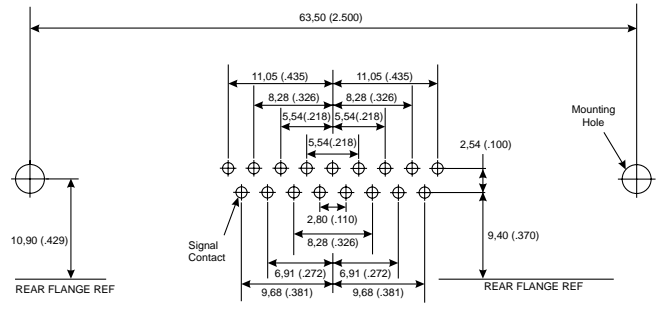 63,50 (2.500)
11,05 (.435) 11,05 (.435)
8,28 (.326) 8,28 (.326)
5,54(.218) 5,54(.218)
5,54(.218)
Mounting
Hole
2,54 (.100)
2,80 (.110)
10,90 (.429)
Signal
Contact
8,28 (.326)
9,40 (.370)
6,91 (.272) 6,91 (.272)
9,68 (.381) 9,68 (.381)
REAR FLANGE REF
REAR FLANGE REF